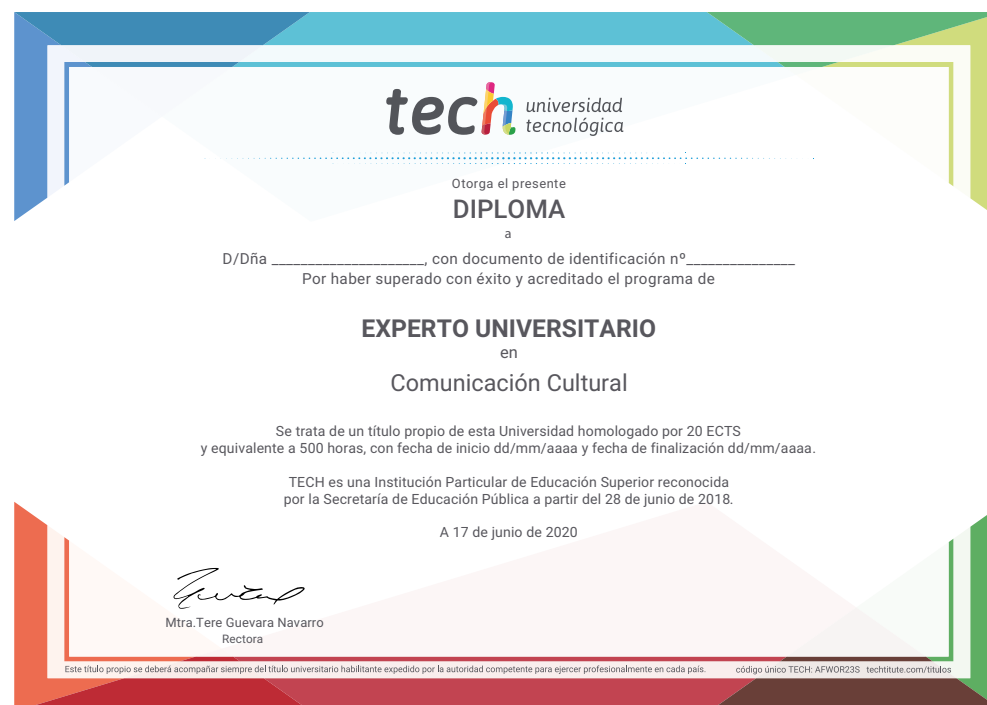 tech universidad
tecnológica
Otorga el presente
DIPLOMA
a
D/Dña ______________________, con documento de identificación nº________________
Por haber superado con éxito y acreditado el programa de
EXPERTO UNIVERSITARIO
en
Comunicación Cultural
Se trata de un título propio de esta Universidad homologado por 20 ECTS
y equivalente a 500 horas, con fecha de inicio dd/mm/aaaa y fecha de finalización dd/mm/aaaa.
TECH es una Institución Particular de Educación Superior reconocida
por la Secretaría de Educación Pública a partir del 28 de junio de 2018.
A 17 de junio de 2020
Mtra.Tere Guevara Navarro
Rectora
Este título propio se deberá acompañar siempre del título universitario habilitante expedido por la autoridad competente para ejercer profesionalmente en cada país. código único TECH: AFWOR23S techtitute.com/titulos